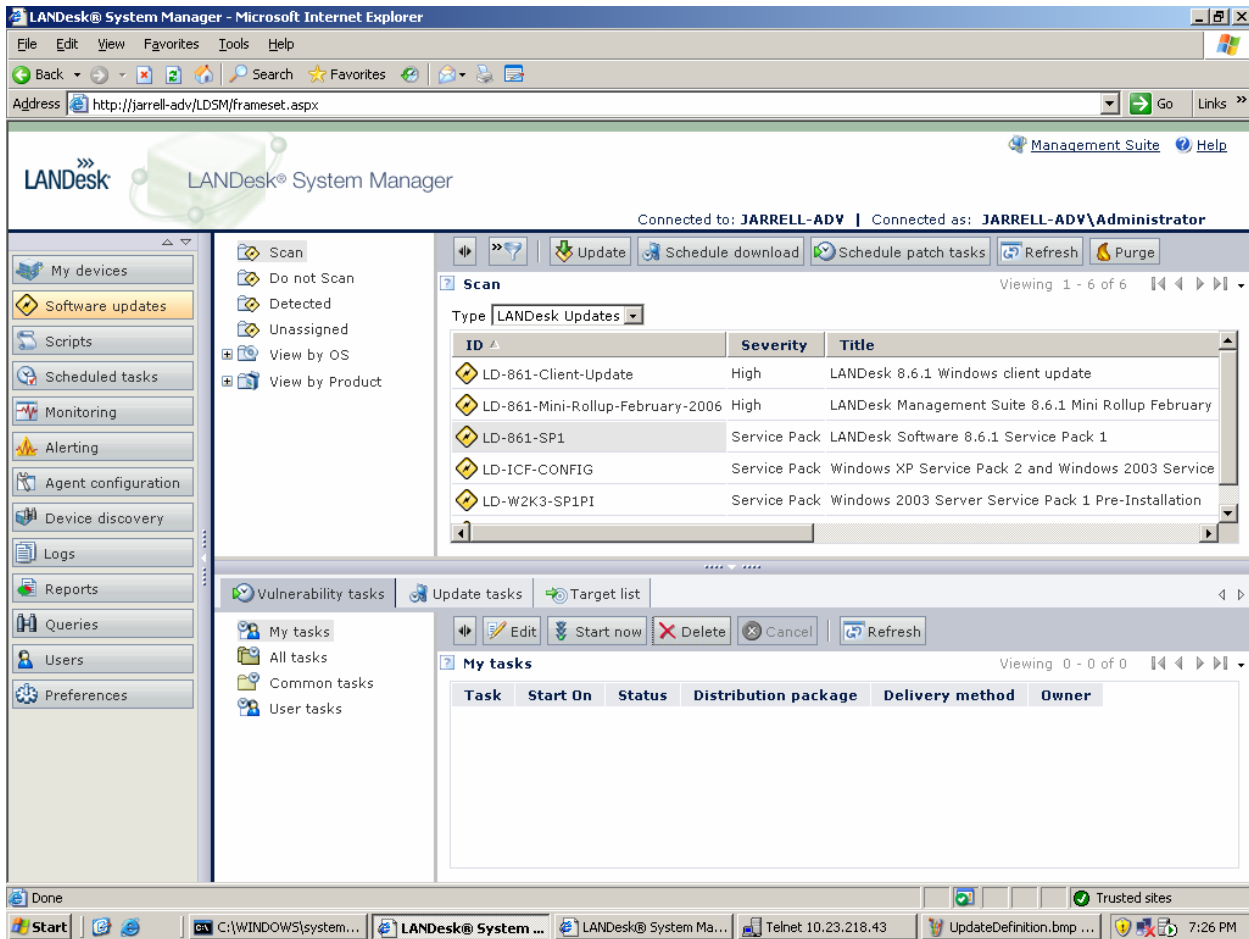 LANDesk® System Manager - Microsoft Internet Explorer
File Edit View Favorites Tools Help
Back Search Favorites
Address http://jarrell-adv/LDSM/frameset.aspx Go Links »
Management Suite Help
LANDesk LANDesk® System Manager
Connected to: JARRELL-ADV | Connected as: JARRELL-ADV\Administrator
My devices
Software updates
Scripts
Scheduled tasks
Monitoring
Alerting
Agent configuration
Device discovery
Logs
Reports
Queries
Users
Preferences
Scan
Do not Scan
Detected
Unassigned
View by OS
View by Product
Update Schedule download Schedule patch tasks Refresh Purge
Scan Viewing 1 - 6 of 6
Type LANDesk Updates
ID Severity Title
LD-861-Client-Update High LANDesk 8.6.1 Windows client update
LD-861-Mini-Rollup-February-2006 High LANDesk Management Suite 8.6.1 Mini Rollup February
LD-861-SP1 Service Pack LANDesk Software 8.6.1 Service Pack 1
LD-ICF-CONFIG Service Pack Windows XP Service Pack 2 and Windows 2003 Service
LD-W2K3-SP1PI Service Pack Windows 2003 Server Service Pack 1 Pre-Installation
Vulnerability tasks Update tasks Target list
My tasks
All tasks
Common tasks
User tasks
Edit Start now Delete Cancel Refresh
My tasks Viewing 0 - 0 of 0
Task Start On Status Distribution package Delivery method Owner
Done Trusted sites
Start C:\WINDOWS\system... LANDesk® System ... LANDesk® System Ma... Telnet 10.23.218.43 UpdateDefinition.bmp ... 7:26 PM